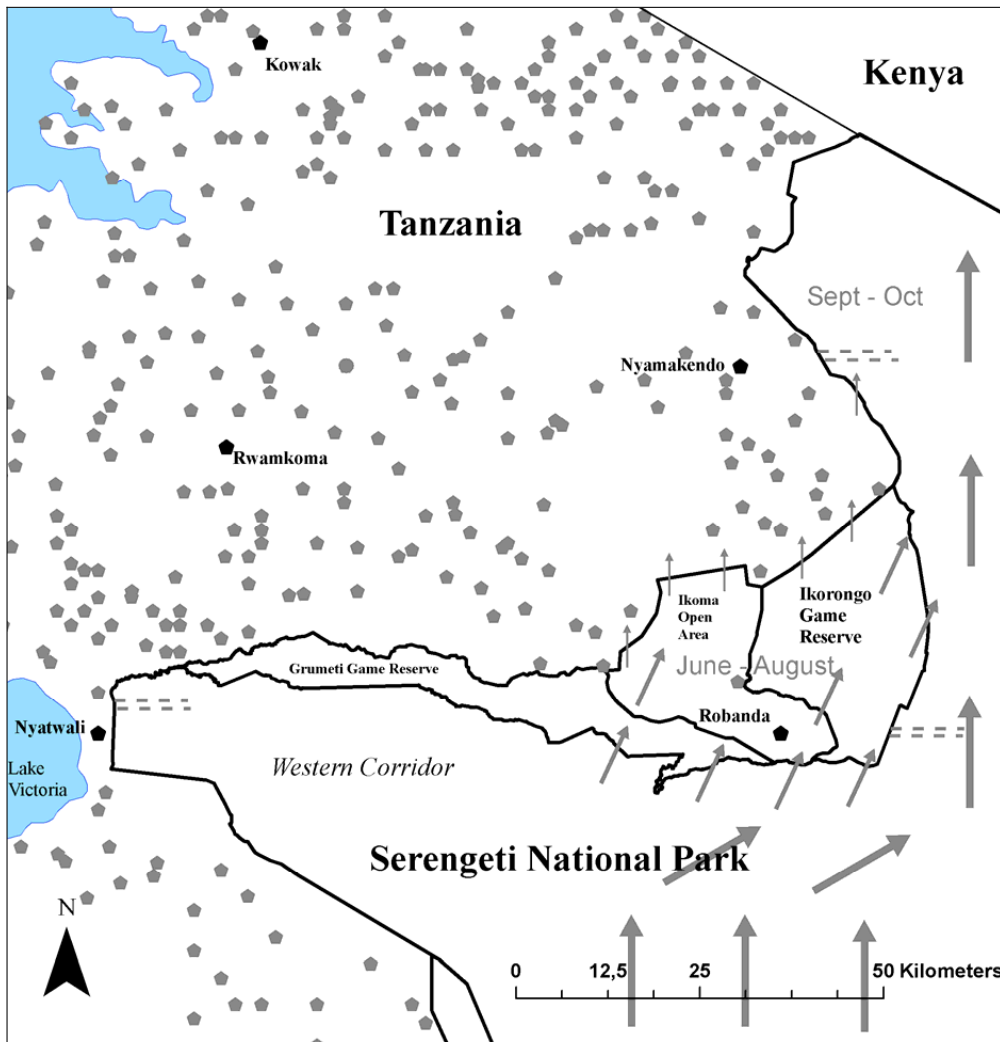 Kowak
Kenya
Tanzania
Sept - Oct
Nyamakendo
Rwamkoma
Ikoma
Open
Area
Ikorongo
Game
Reserve
Grumeti Game Reserve
June - August
Robanda
Nyatwali
Lake
Victoria
Western Corridor
Serengeti National Park
N
0 12,5 25 50 Kilometers